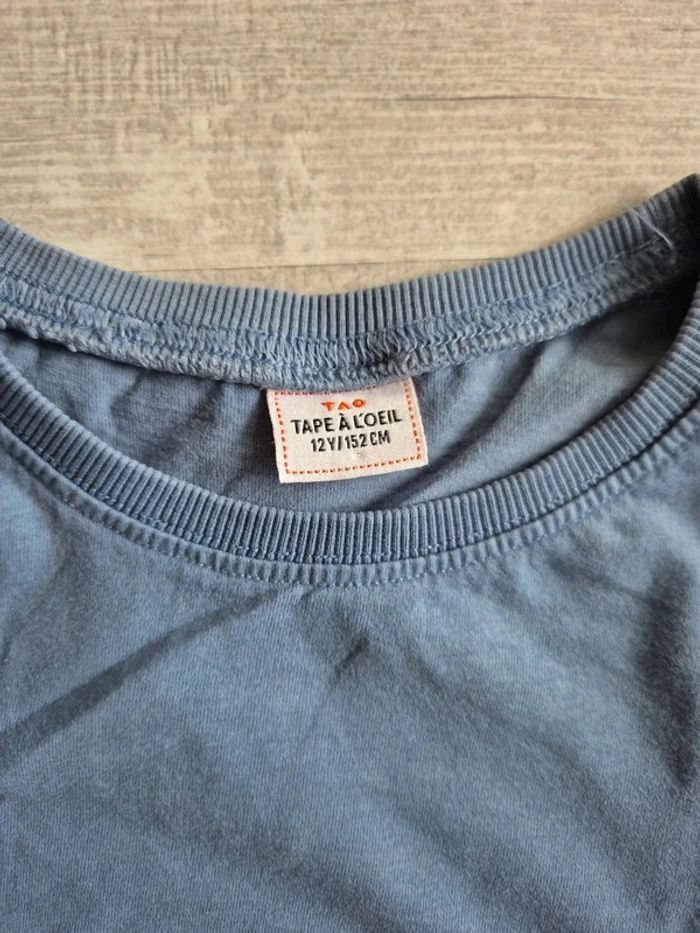 TAO
TAPE À L'OEIL
12Y/152CM